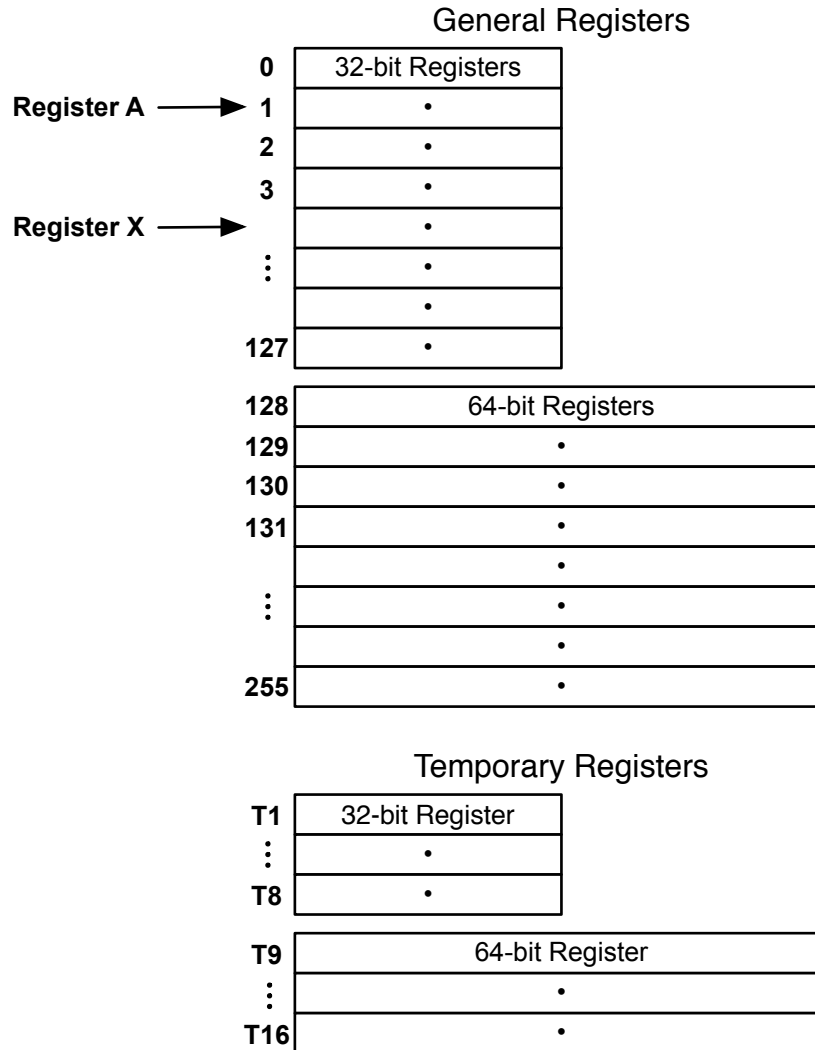 General Registers
0 32-bit Registers
Register A 1 •
2 •
3 •
Register X •
⋮ •
•
127 •
128 64-bit Registers
129 •
130 •
131 •
•
⋮ •
•
255 •
Temporary Registers
T1 32-bit Register
⋮ •
T8 •
T9 64-bit Register
⋮ •
T16 •